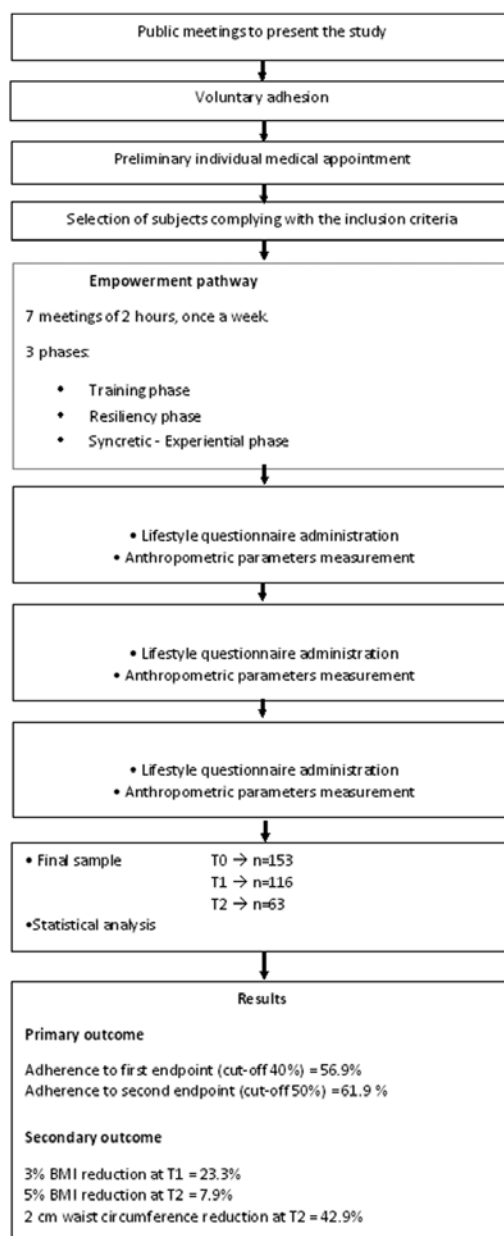 Public meetings to present the study
Voluntary adhesion
Preliminary individual medical appointment
Selection of subjects complying with the inclusion criteria
Empowerment pathway
7 meetings of 2 hours, once a week.
3 phases:
• Training phase
• Resiliency phase
• Syncretic - Experiential phase
• Lifestyle questionnaire administration
• Anthropometric parameters measurement
• Lifestyle questionnaire administration
• Anthropometric parameters measurement
• Lifestyle questionnaire administration
• Anthropometric parameters measurement
• Final sample T0 → n=153
T1 → n=116
T2 → n=63
•Statistical analysis
Results
Primary outcome
Adherence to first endpoint (cut-off 40%) = 56.9%
Adherence to second endpoint (cut-off 50%) = 61.9 %
Secondary outcome
3% BMI reduction at T1 = 23.3%
5% BMI reduction at T2 = 7.9%
2 cm waist circumference reduction at T2 = 42.9%